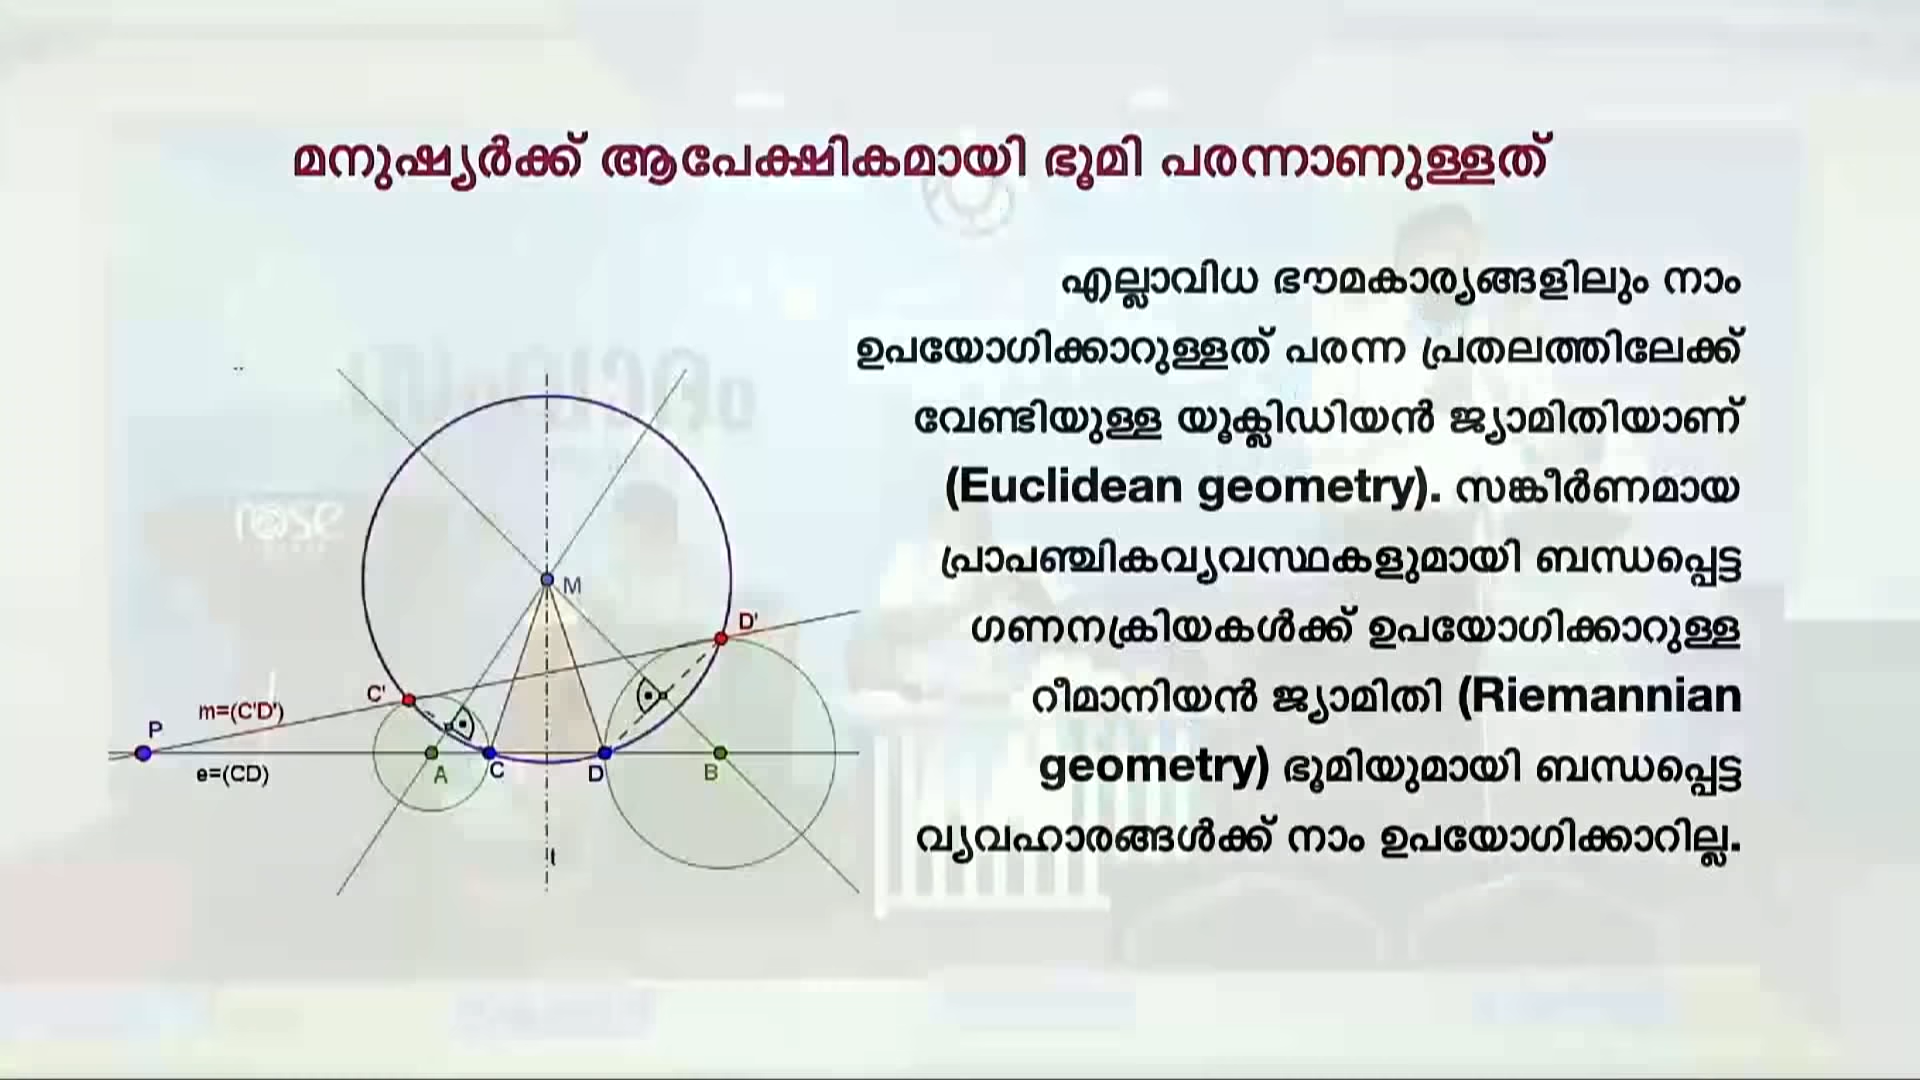 മനുഷ്യർക്ക് ആപേക്ഷികമായി ഭൂമി പരന്നാണുള്ളത്
എല്ലാവിധ ഭൗമകാര്യങ്ങളിലും നാം
ഉപയോഗിക്കാറുള്ളത് പരന്ന പ്രതലത്തിലേക്ക്
വേണ്ടിയുള്ള യൂക്ലിഡിയൻ ജ്യാമിതിയാണ്
(Euclidean geometry). സങ്കീർണമായ
പ്രാപഞ്ചികവ്യവസ്ഥകളുമായി ബന്ധപ്പെട്ട
ഗണനക്രിയകൾക്ക് ഉപയോഗിക്കാറുള്ള
റീമാനിയൻ ജ്യാമിതി (Riemannian
geometry) ഭൂമിയുമായി ബന്ധപ്പെട്ട
വ്യവഹാരങ്ങൾക്ക് നാം ഉപയോഗിക്കാറില്ല.
rose
M
D'
C'
m=(C'D')
P
e=(CD)
A
C
D
B
t